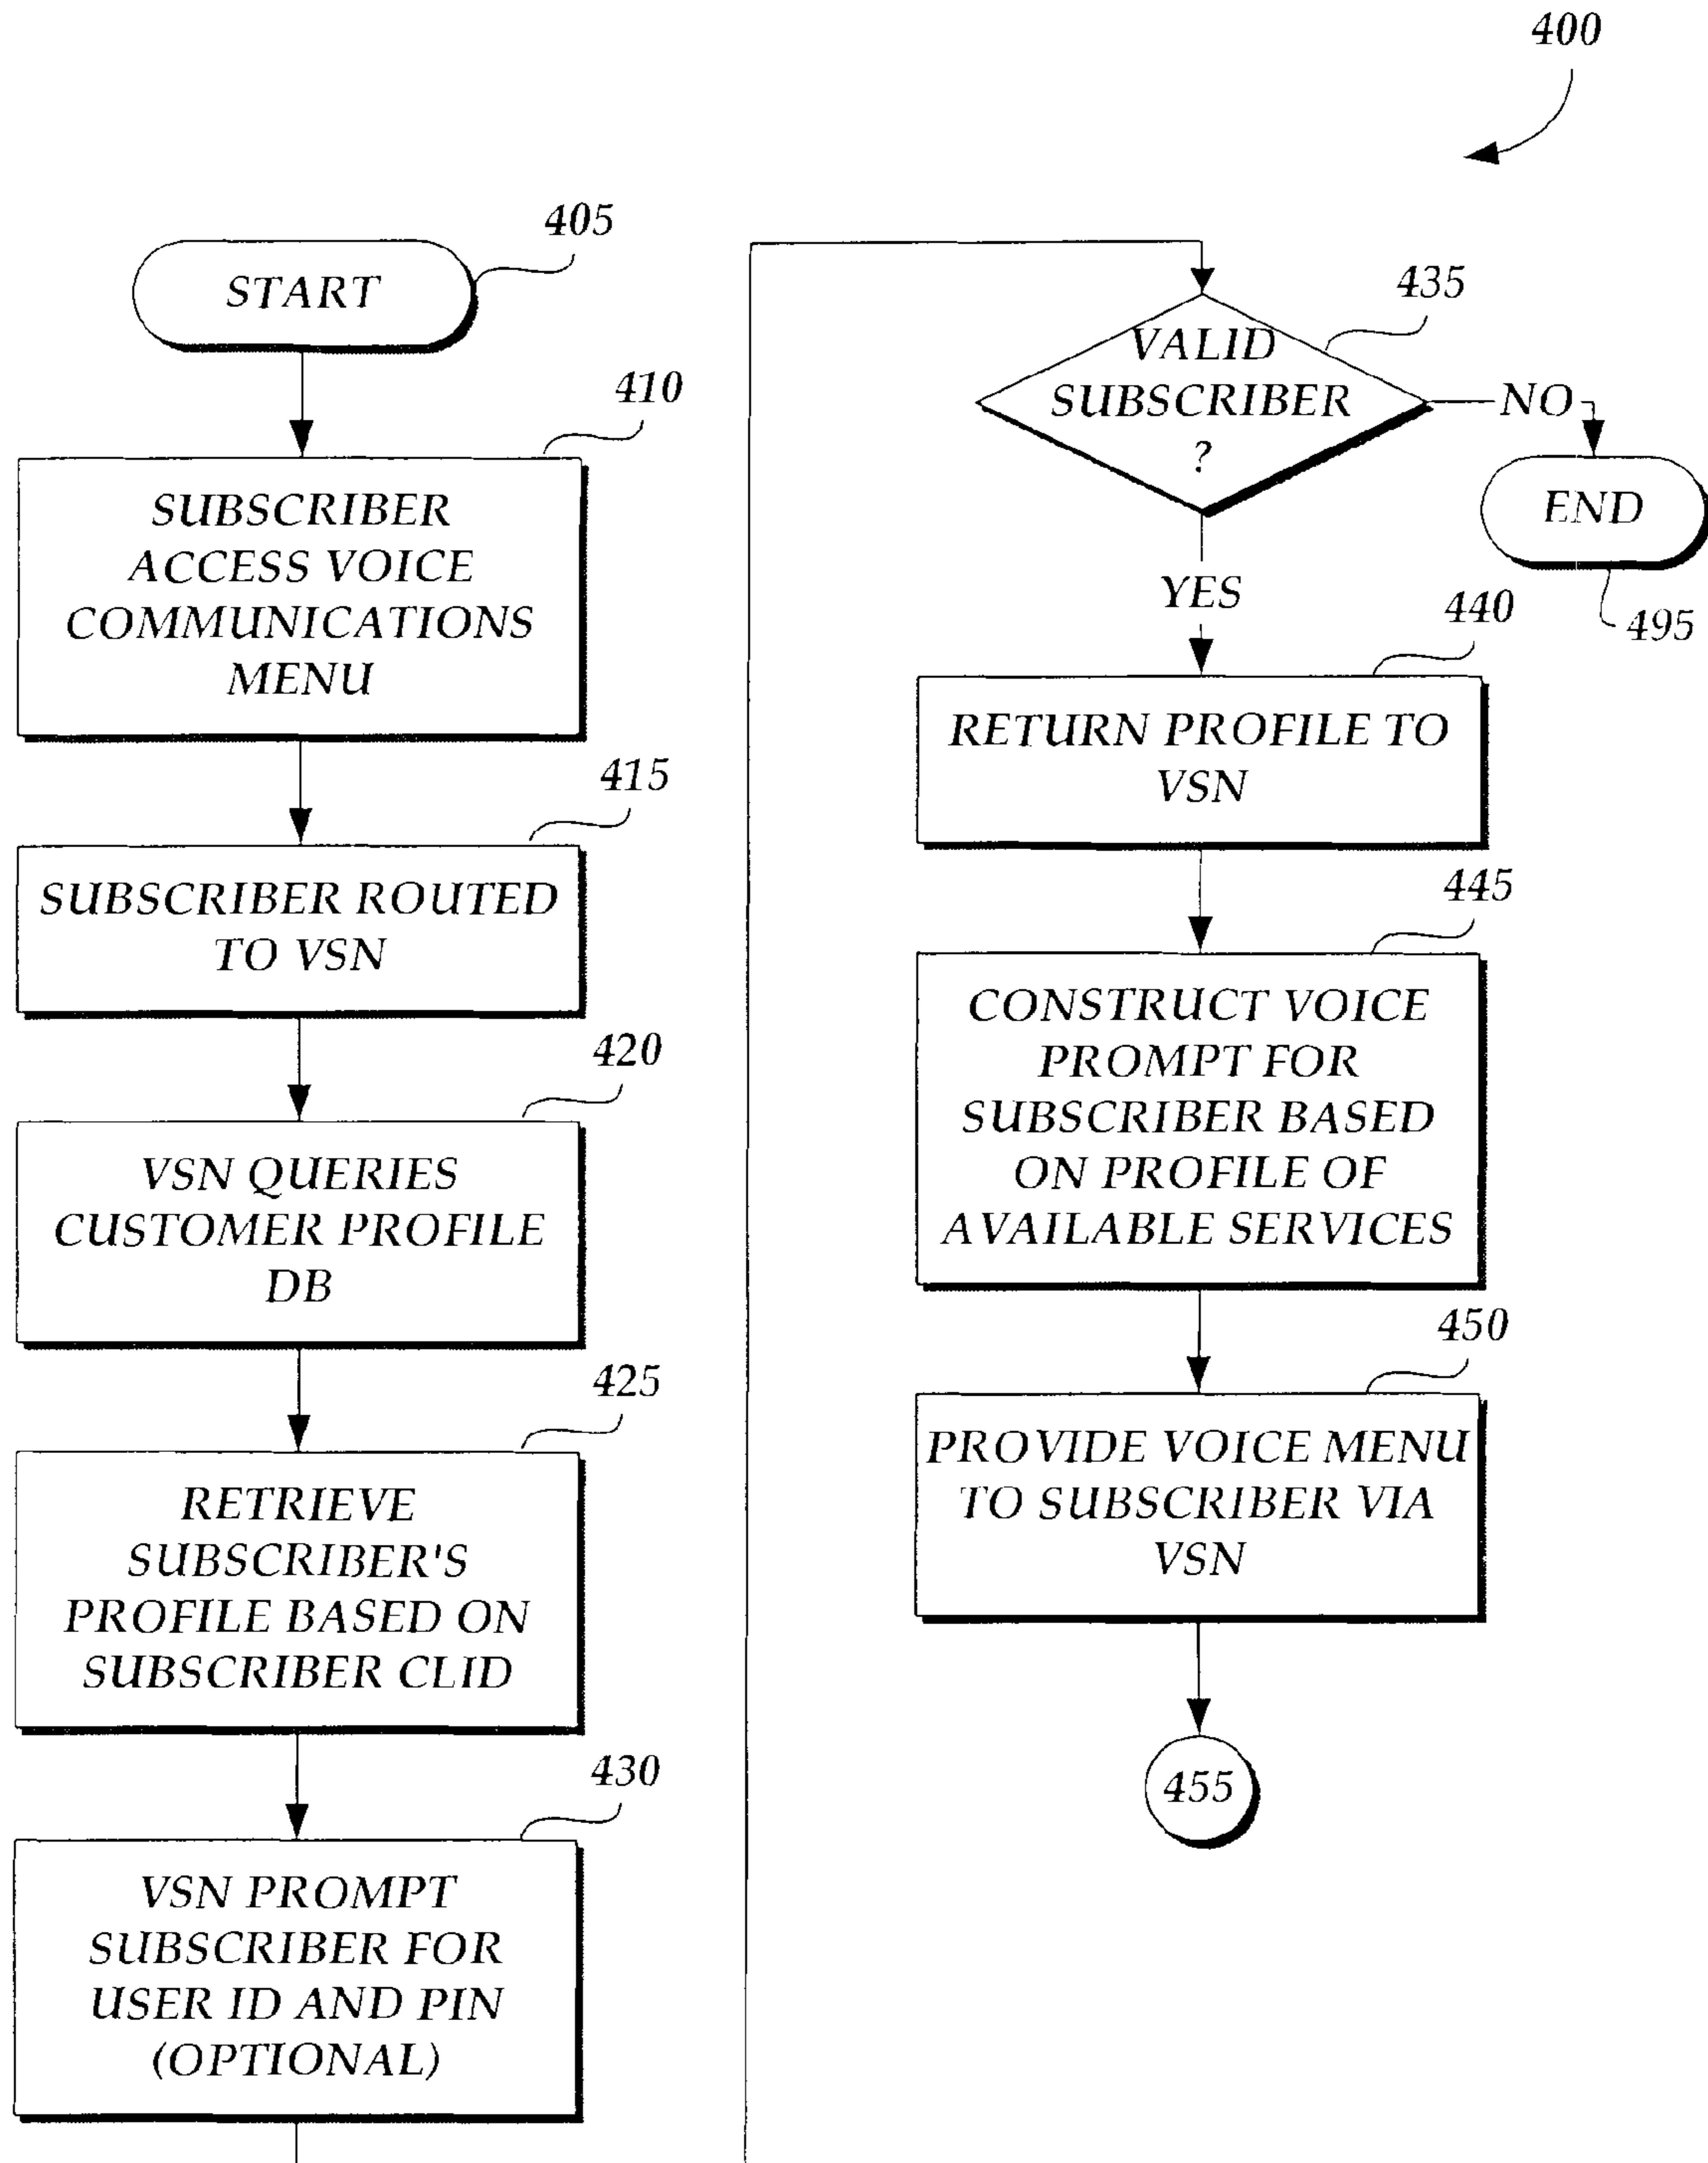 400
405
START
410
SUBSCRIBER
ACCESS VOICE
COMMUNICATIONS
MENU
415
SUBSCRIBER ROUTED
TO VSN
420
VSN QUERIES
CUSTOMER PROFILE
DB
425
RETRIEVE
SUBSCRIBER'S
PROFILE BASED ON
SUBSCRIBER CLID
430
VSN PROMPT
SUBSCRIBER FOR
USER ID AND PIN
(OPTIONAL)
435
VALID
SUBSCRIBER
?
NO
END
495
YES
440
RETURN PROFILE TO
VSN
445
CONSTRUCT VOICE
PROMPT FOR
SUBSCRIBER BASED
ON PROFILE OF
AVAILABLE SERVICES
450
PROVIDE VOICE MENU
TO SUBSCRIBER VIA
VSN
455